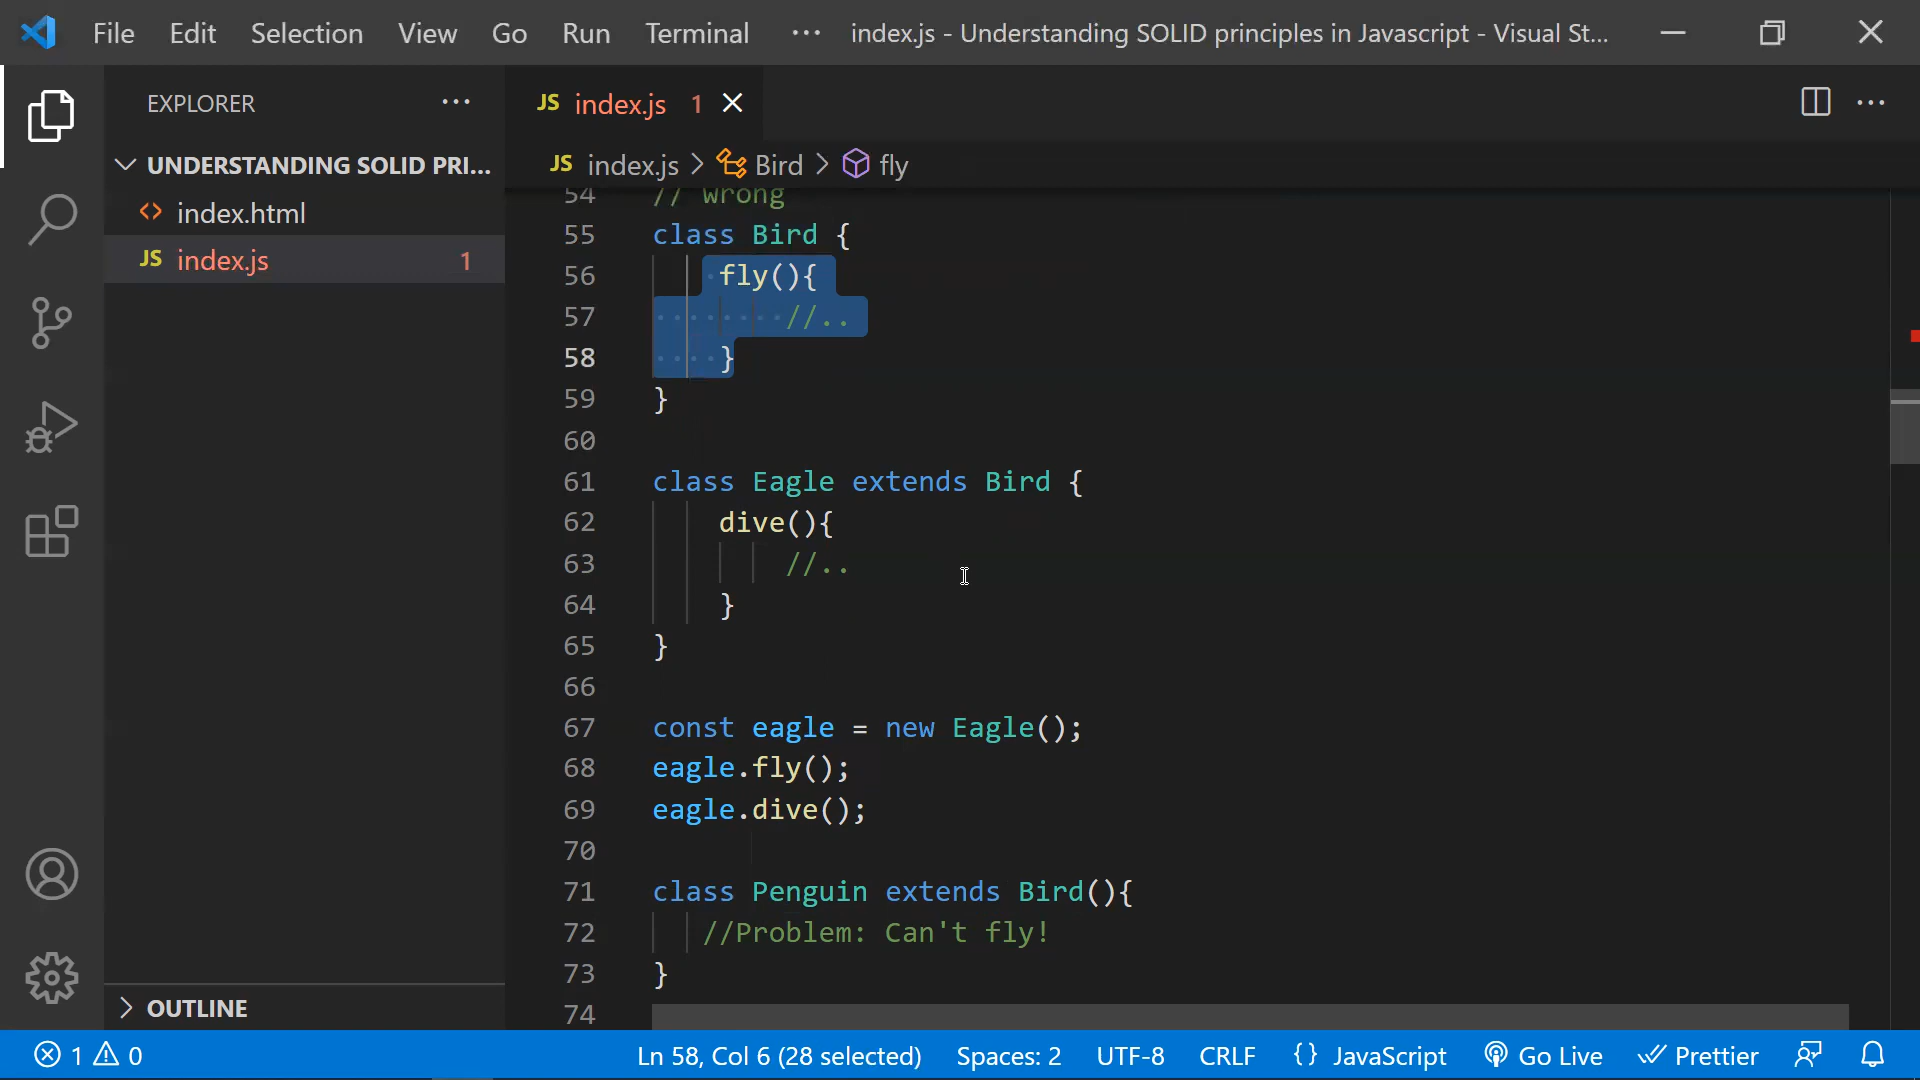 File Edit Selection View Go Run Terminal ··· index.js - Understanding SOLID principles in Javascript - Visual St...
EXPLORER ···
JS index.js 1
UNDERSTANDING SOLID PRI...
JS index.js > Bird > fly
<> index.html
JS index.js 1
54 // wrong
55 class Bird {
56 fly(){
57 //..
58 }
59 }
60
61 class Eagle extends Bird {
62 dive(){
63 //..
64 }
65 }
66
67 const eagle = new Eagle();
68 eagle.fly();
69 eagle.dive();
70
71 class Penguin extends Bird(){
72 //Problem: Can't fly!
73 }
74
OUTLINE
1 0 Ln 58, Col 6 (28 selected) Spaces: 2 UTF-8 CRLF {} JavaScript Go Live Prettier